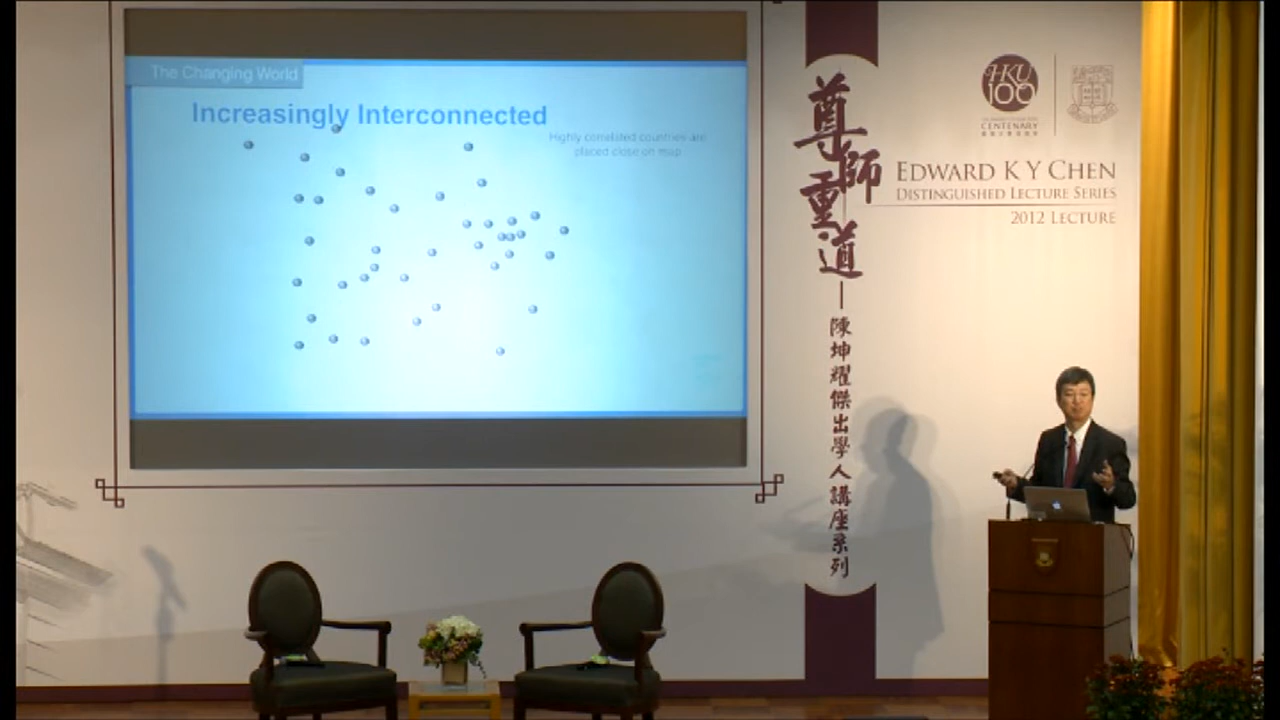 The Changing World
Increasingly Interconnected
Highly correlated countries are
placed close on map
尊師重道
陳坤耀傑出學人講座系列
HKU
100
CENTENARY
EDWARD K Y CHEN
DISTINGUISHED LECTURE SERIES
2012 LECTURE